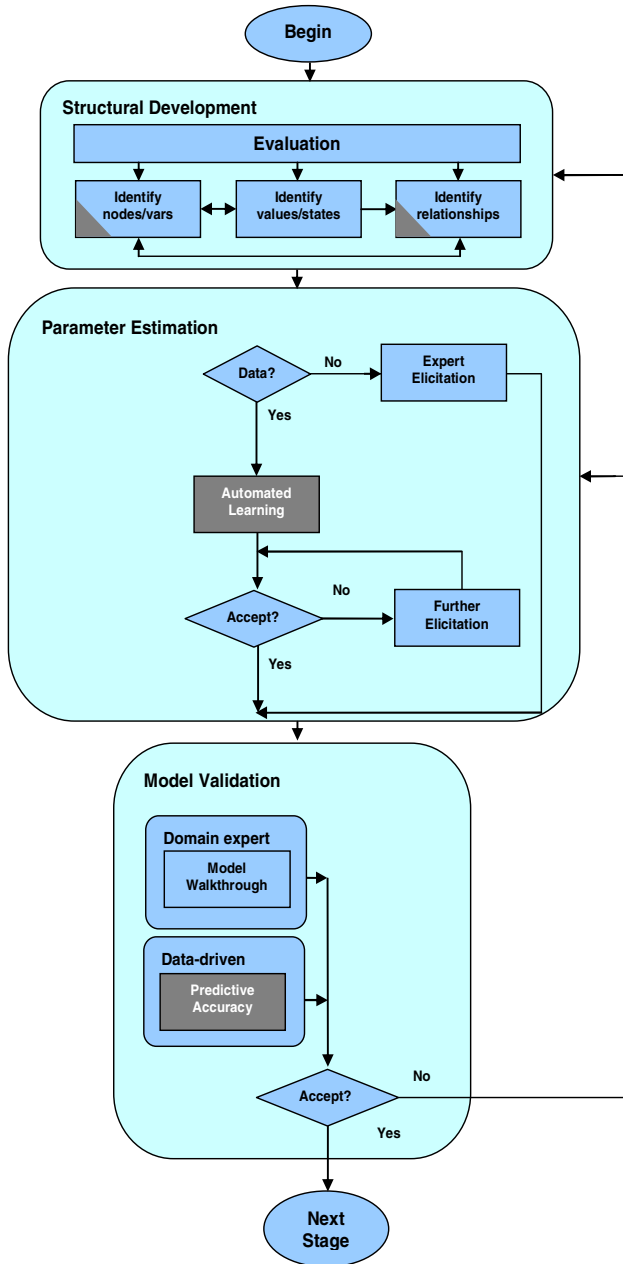 Begin
Structural Development
Evaluation
Identify
nodes/vars
Identify
values/states
Identify
relationships
Parameter Estimation
Data?
No
Expert
Elicitation
Yes
Automated
Learning
No
Accept?
Further
Elicitation
Yes
Model Validation
Domain expert
Model
Walkthrough
Data-driven
Predictive
Accuracy
Accept?
No
Yes
Next
Stage